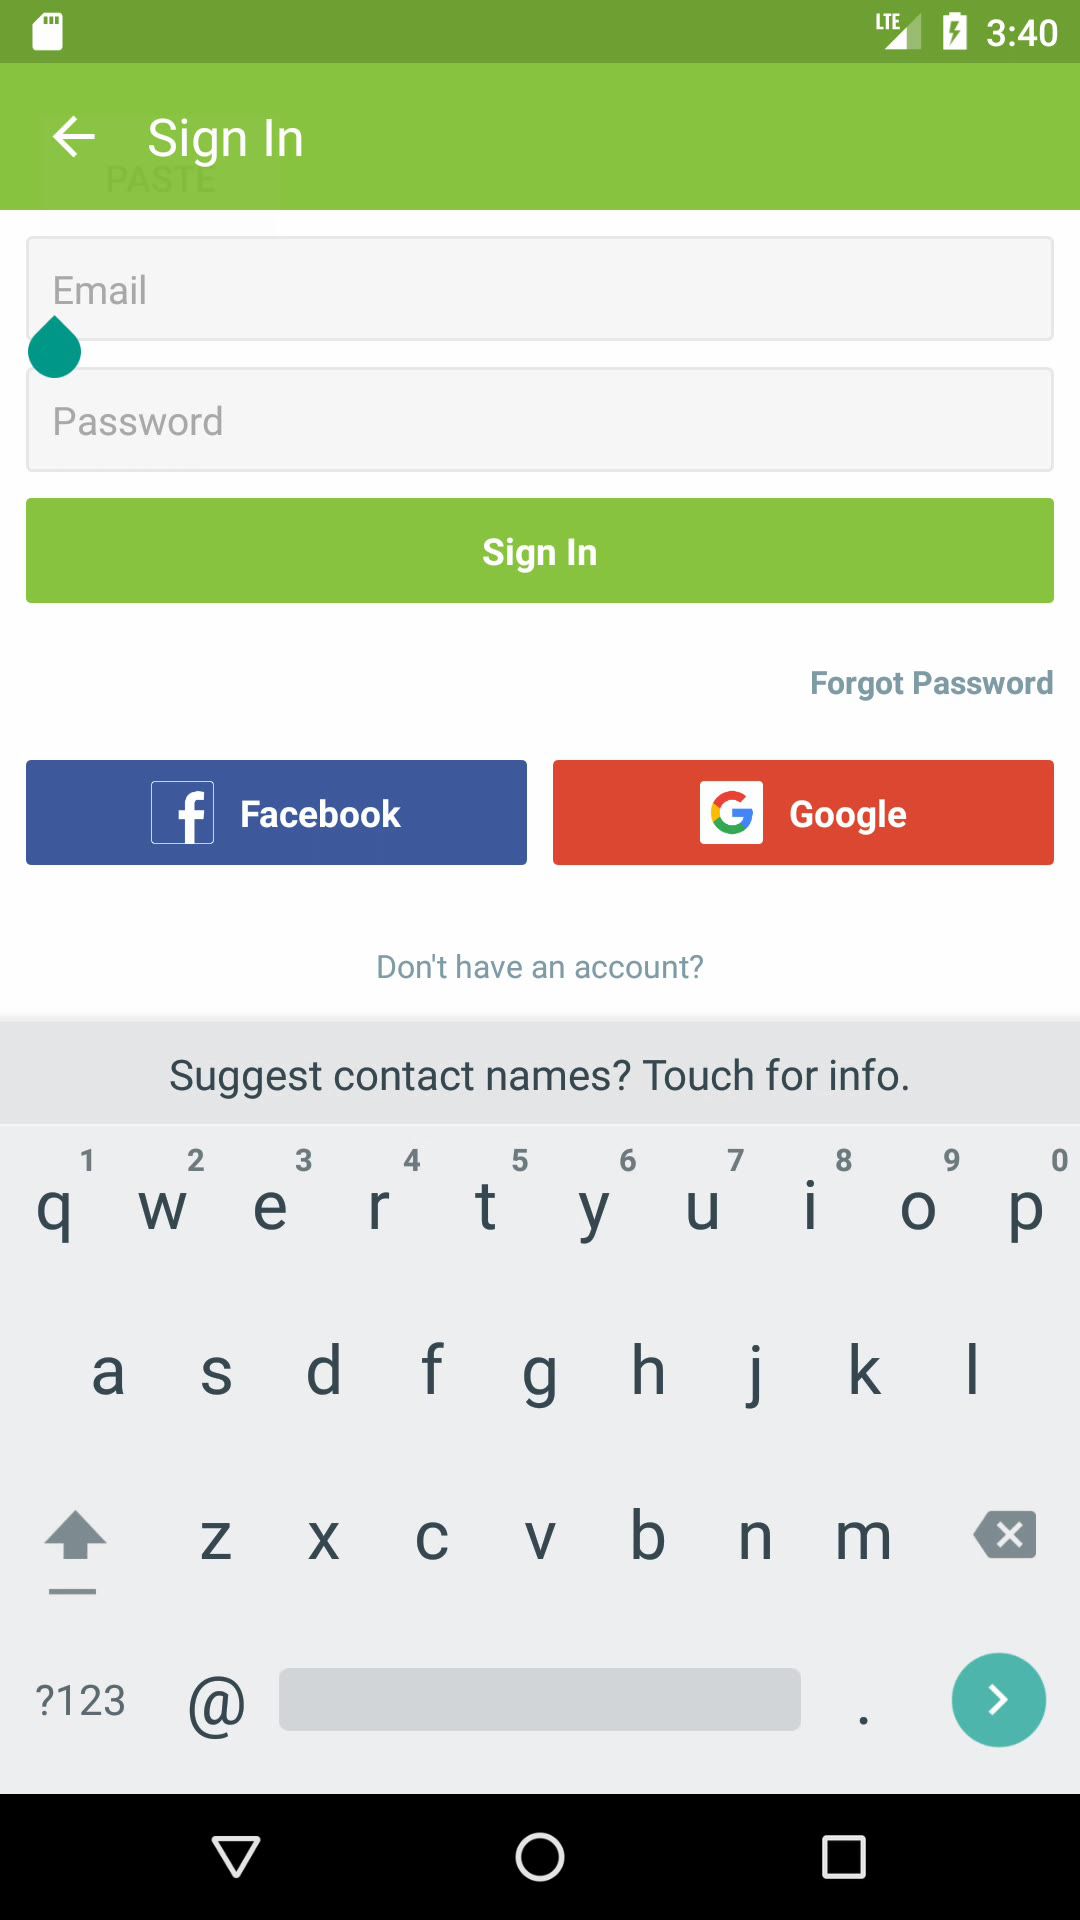 LTE 3:40
Sign In
PASTE
Email
Password
Sign In
Forgot Password
Facebook
Google
Don't have an account?
Suggest contact names? Touch for info.
1 2 3 4 5 6 7 8 9 0
q w e r t y u i o p
a s d f g h j k l
z x c v b n m
?123 @ .